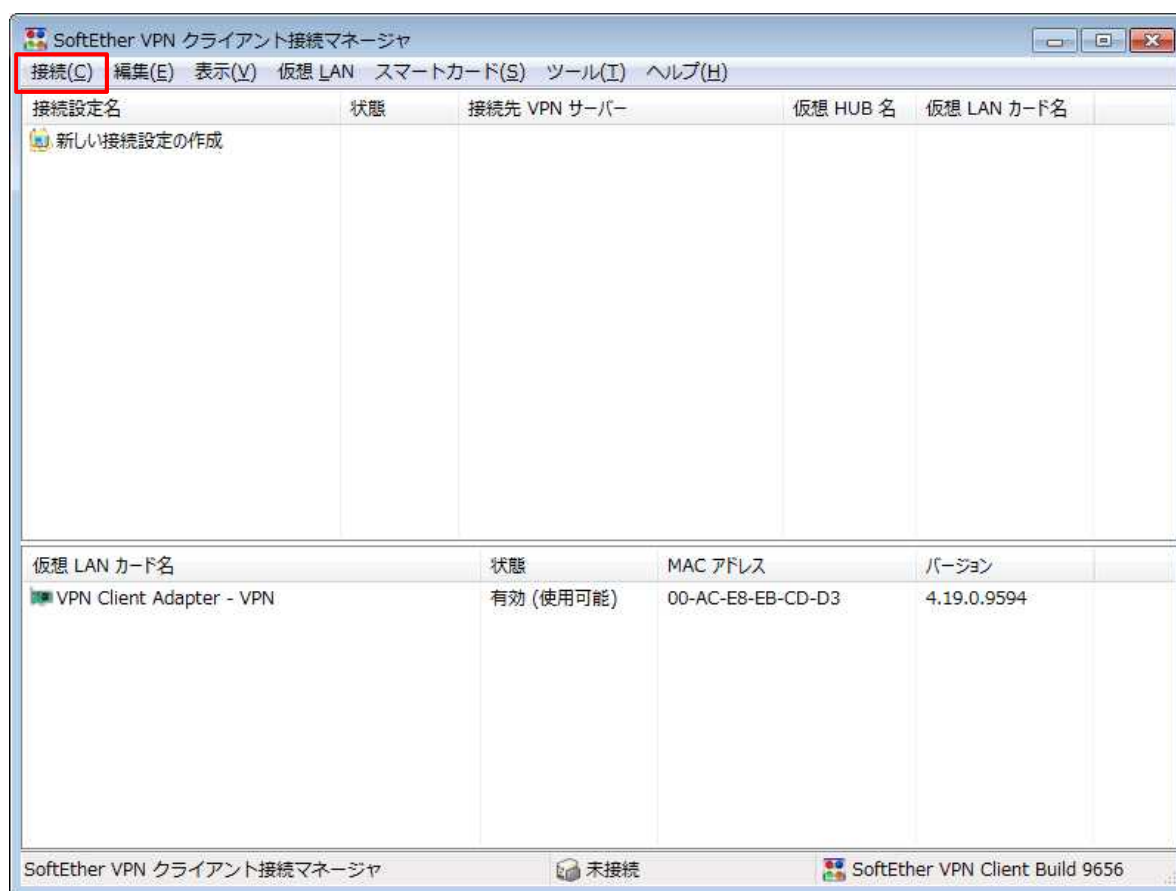 SoftEther VPN クライアント接続マネージャ
接続(C) 編集(E) 表示(V) 仮想 LAN スマートカード(S) ツール(T) ヘルプ(H)
接続設定名 状態 接続先 VPN サーバー 仮想 HUB 名 仮想 LAN カード名
新しい接続設定の作成
仮想 LAN カード名 状態 MAC アドレス バージョン
VPN Client Adapter - VPN 有効 (使用可能) 00-AC-E8-EB-CD-D3 4.19.0.9594
SoftEther VPN クライアント接続マネージャ 未接続 SoftEther VPN Client Build 9656